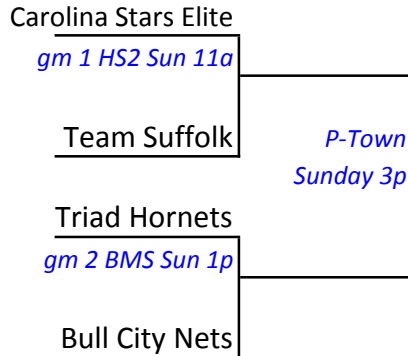 Carolina Stars Elite
gm 1 HS2 Sun 11a
Team Suffolk
P-Town
Sunday 3p
Triad Hornets
gm 2 BMS Sun 1p
Bull City Nets